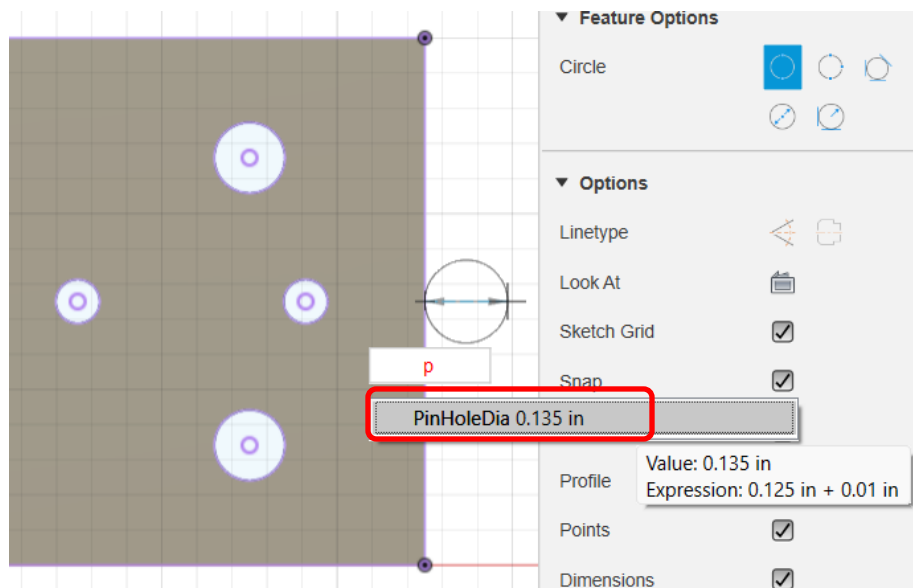 Feature Options
Circle
Options
Linetype
Look At
Sketch Grid
p
Snap
PinHoleDia 0.135 in
Value: 0.135 in
Profile
Expression: 0.125 in + 0.01 in
Points
Dimensions